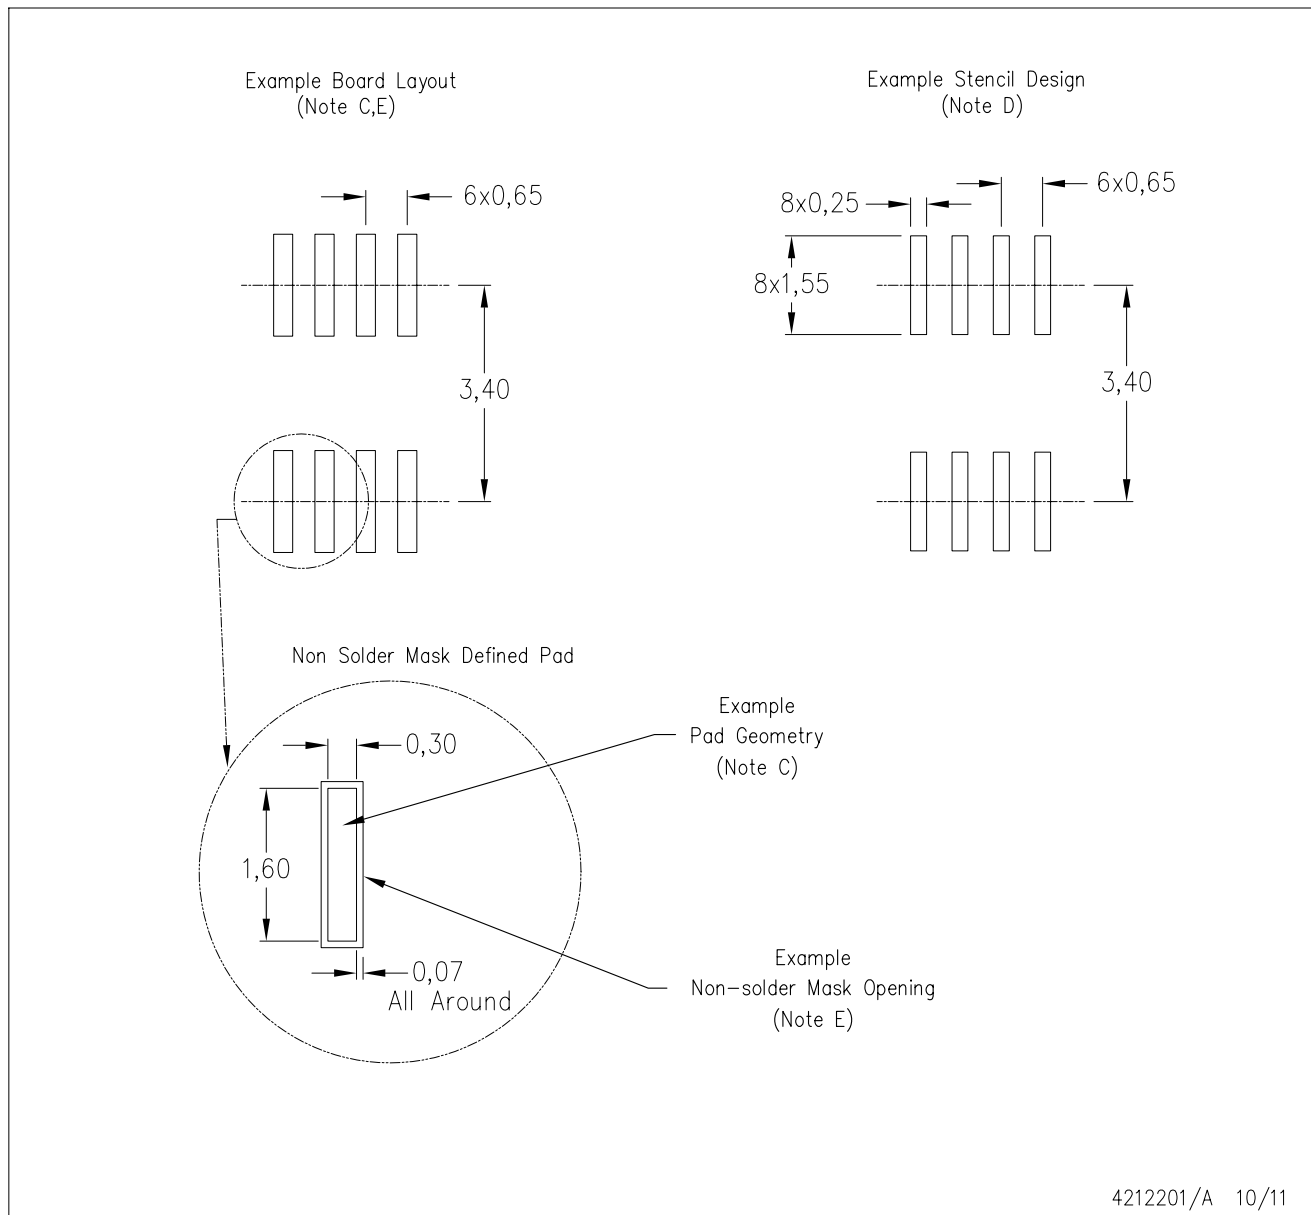 Example Board Layout
(Note C,E)
6x0,65
3,40
Example Stencil Design
(Note D)
6x0,65
8x0,25
8x1,55
3,40
Non Solder Mask Defined Pad
0,30
1,60
0,07
All Around
Example
Pad Geometry
(Note C)
Example
Non-solder Mask Opening
(Note E)
4212201/A 10/11